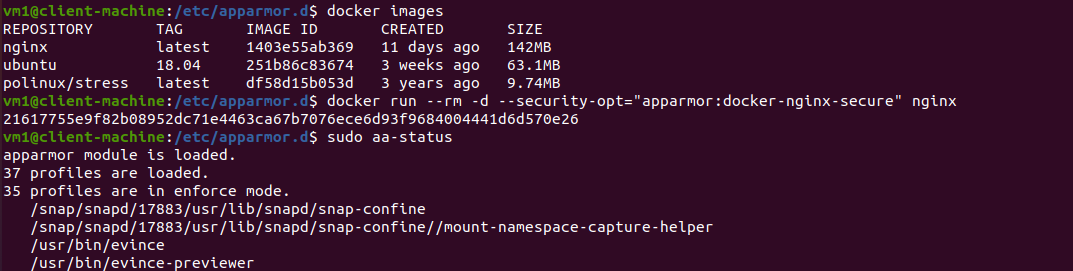 vm1@client-machine:/etc/apparmor.d$ docker images
REPOSITORY       TAG       IMAGE ID       CREATED       SIZE
nginx            latest    1403e55ab369   11 days ago   142MB
ubuntu           18.04     251b86c83674   3 weeks ago   63.1MB
polinux/stress   latest    df58d15b053d   3 years ago   9.74MB
vm1@client-machine:/etc/apparmor.d$ docker run --rm -d --security-opt="apparmor:docker-nginx-secure" nginx
21617755e9f82b08952dc71e4463ca67b7076ece6d93f9684004441d6d570e26
vm1@client-machine:/etc/apparmor.d$ sudo aa-status
apparmor module is loaded.
37 profiles are loaded.
35 profiles are in enforce mode.
   /snap/snapd/17883/usr/lib/snapd/snap-confine
   /snap/snapd/17883/usr/lib/snapd/snap-confine//mount-namespace-capture-helper
   /usr/bin/evince
   /usr/bin/evince-previewer